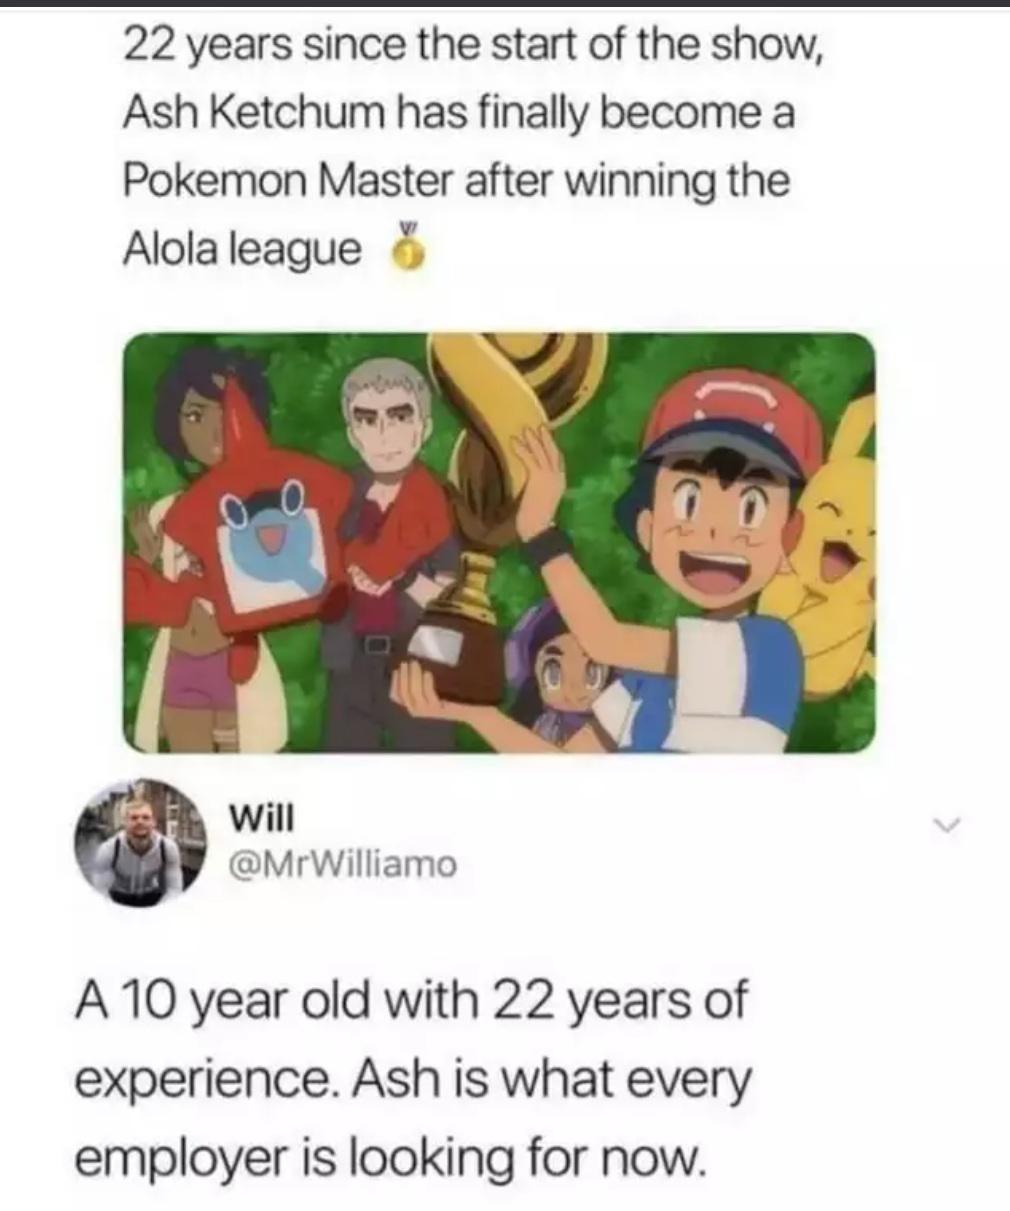 22 years since the start of the show,
Ash Ketchum has finally become a
Pokemon Master after winning the
Alola league 🥇
Will
@MrWilliamo
A 10 year old with 22 years of
experience. Ash is what every
employer is looking for now.